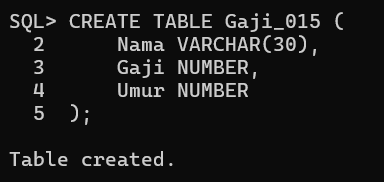 SQL> CREATE TABLE Gaji_015 (
  2      Nama VARCHAR(30),
  3      Gaji NUMBER,
  4      Umur NUMBER
  5  );
Table created.